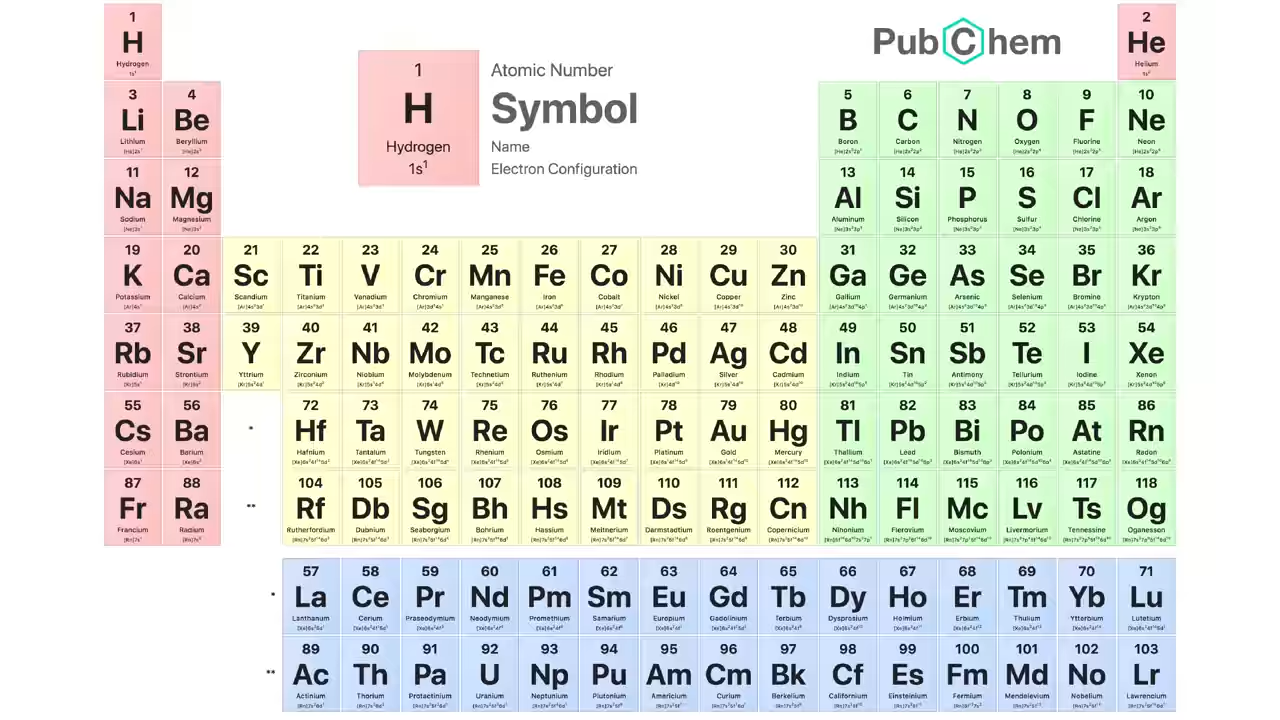 1 2
H He
Hydrogen Helium
1s¹ 1s²
PubChem
1 Atomic Number
H Symbol
Hydrogen Name
1s¹ Electron Configuration
3 4 5 6 7 8 9 10
Li Be B C N O F Ne
Lithium Beryllium Boron Carbon Nitrogen Oxygen Fluorine Neon
11 12 13 14 15 16 17 18
Na Mg Al Si P S Cl Ar
Sodium Magnesium Aluminum Silicon Phosphorus Sulfur Chlorine Argon
19 20 21 22 23 24 25 26 27 28 29 30 31 32 33 34 35 36
K Ca Sc Ti V Cr Mn Fe Co Ni Cu Zn Ga Ge As Se Br Kr
Potassium Calcium Scandium Titanium Vanadium Chromium Manganese Iron Cobalt Nickel Copper Zinc Gallium Germanium Arsenic Selenium Bromine Krypton
37 38 39 40 41 42 43 44 45 46 47 48 49 50 51 52 53 54
Rb Sr Y Zr Nb Mo Tc Ru Rh Pd Ag Cd In Sn Sb Te I Xe
Rubidium Strontium Yttrium Zirconium Niobium Molybdenum Technetium Ruthenium Rhodium Palladium Silver Cadmium Indium Tin Antimony Tellurium Iodine Xenon
55 56 72 73 74 75 76 77 78 79 80 81 82 83 84 85 86
Cs Ba * Hf Ta W Re Os Ir Pt Au Hg Tl Pb Bi Po At Rn
Cesium Barium Hafnium Tantalum Tungsten Rhenium Osmium Iridium Platinum Gold Mercury Thallium Lead Bismuth Polonium Astatine Radon
87 88 104 105 106 107 108 109 110 111 112 113 114 115 116 117 118
Fr Ra ** Rf Db Sg Bh Hs Mt Ds Rg Cn Nh Fl Mc Lv Ts Og
Francium Radium Rutherfordium Dubnium Seaborgium Bohrium Hassium Meitnerium Darmstadtium Roentgenium Copernicium Nihonium Flerovium Moscovium Livermorium Tennessine Oganesson
57 58 59 60 61 62 63 64 65 66 67 68 69 70 71
* La Ce Pr Nd Pm Sm Eu Gd Tb Dy Ho Er Tm Yb Lu
Lanthanum Cerium Praseodymium Neodymium Promethium Samarium Europium Gadolinium Terbium Dysprosium Holmium Erbium Thulium Ytterbium Lutetium
89 90 91 92 93 94 95 96 97 98 99 100 101 102 103
** Ac Th Pa U Np Pu Am Cm Bk Cf Es Fm Md No Lr
Actinium Thorium Protactinium Uranium Neptunium Plutonium Americium Curium Berkelium Californium Einsteinium Fermium Mendelevium Nobelium Lawrencium